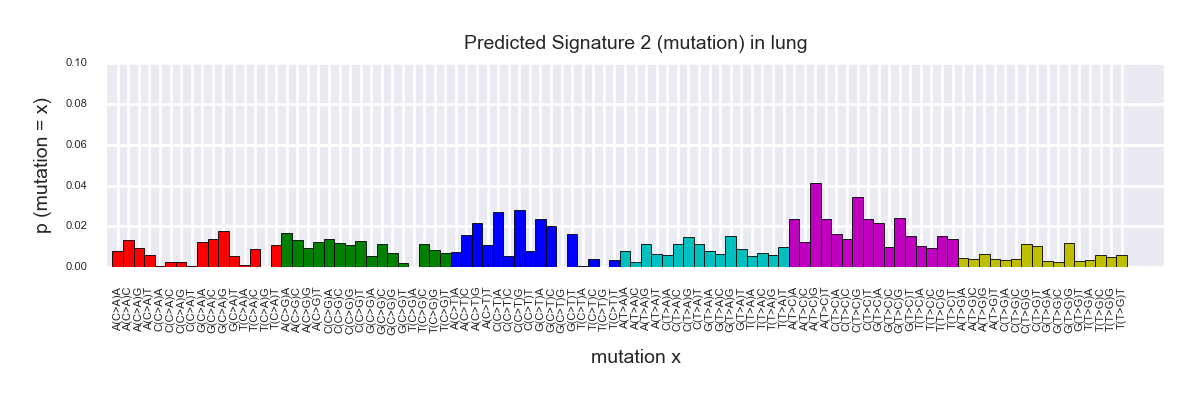 Predicted Signature 2 (mutation) in lung
0.10
0.08
0.06
0.04
0.02
0.00
p (mutation = x)
A(C>A)A
A(C>A)C
A(C>A)G
A(C>A)T
C(C>A)A
C(C>A)C
C(C>A)G
C(C>A)T
G(C>A)A
G(C>A)C
G(C>A)G
G(C>A)T
T(C>A)A
T(C>A)C
T(C>A)G
T(C>A)T
A(C>G)A
A(C>G)C
A(C>G)G
A(C>G)T
C(C>G)A
C(C>G)C
C(C>G)G
C(C>G)T
G(C>G)A
G(C>G)C
G(C>G)G
G(C>G)T
T(C>G)A
T(C>G)C
T(C>G)G
T(C>G)T
A(C>T)A
A(C>T)C
A(C>T)G
A(C>T)T
C(C>T)A
C(C>T)C
C(C>T)G
C(C>T)T
G(C>T)A
G(C>T)C
G(C>T)G
G(C>T)T
T(C>T)A
T(C>T)C
T(C>T)G
T(C>T)T
A(T>A)A
A(T>A)C
A(T>A)G
A(T>A)T
C(T>A)A
C(T>A)C
C(T>A)G
C(T>A)T
G(T>A)A
G(T>A)C
G(T>A)G
G(T>A)T
T(T>A)A
T(T>A)C
T(T>A)G
T(T>A)T
A(T>C)A
A(T>C)C
A(T>C)G
A(T>C)T
C(T>C)A
C(T>C)C
C(T>C)G
C(T>C)T
G(T>C)A
G(T>C)C
G(T>C)G
G(T>C)T
T(T>C)A
T(T>C)C
T(T>C)G
T(T>C)T
A(T>G)A
A(T>G)C
A(T>G)G
A(T>G)T
C(T>G)A
C(T>G)C
C(T>G)G
C(T>G)T
G(T>G)A
G(T>G)C
G(T>G)G
G(T>G)T
T(T>G)A
T(T>G)C
T(T>G)G
T(T>G)T
mutation x